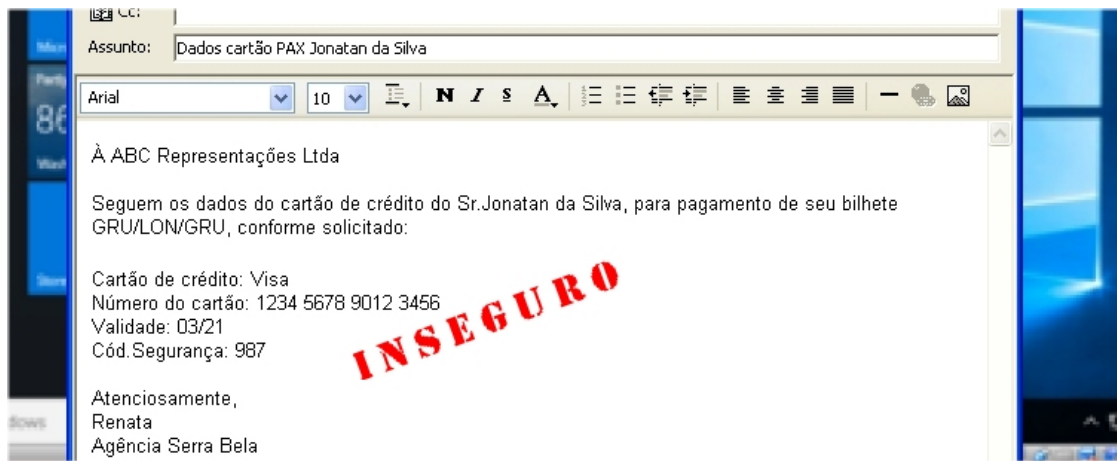 Cc:
Assunto: Dados cartão PAX Jonatan da Silva
Arial 10 N I S A
86
À ABC Representações Ltda
Seguem os dados do cartão de crédito do Sr.Jonatan da Silva, para pagamento de seu bilhete
GRU/LON/GRU, conforme solicitado:
Cartão de crédito: Visa
Número do cartão: 1234 5678 9012 3456
Validade: 03/21
Cód.Segurança: 987
INSEGURO
Atenciosamente,
Renata
Agência Serra Bela